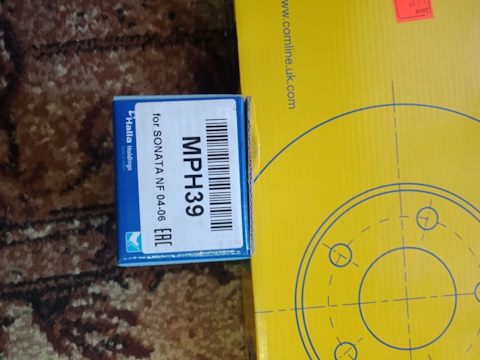 www.comline.uk.com
MPH39
for SONATA NF 04-06
EAC
Halla Holdings